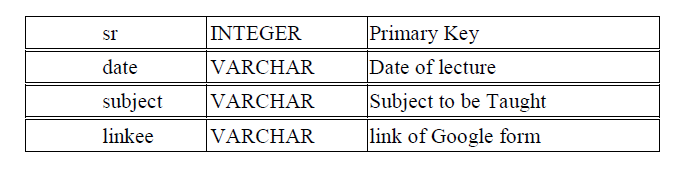 sr INTEGER Primary Key
date VARCHAR Date of lecture
subject VARCHAR Subject to be Taught
linkee VARCHAR link of Google form